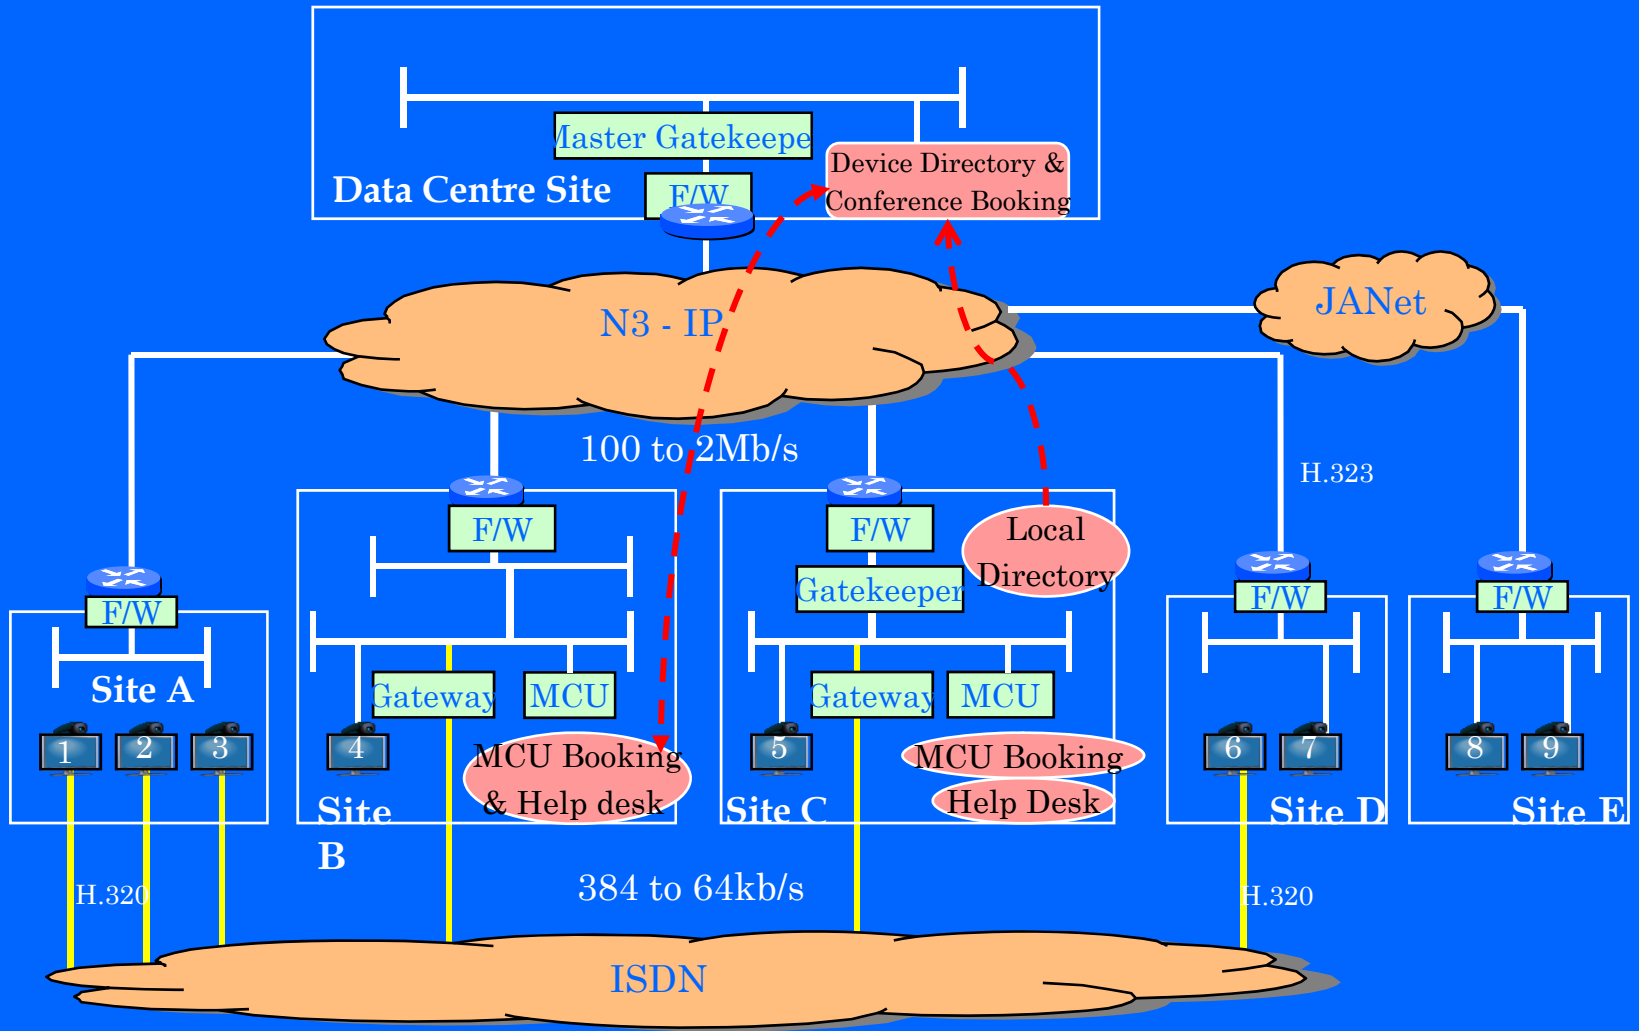 Master Gatekeepe
Device Directory &
Conference Booking
Data Centre Site
F/W
N3 - IP
JANet
100 to 2Mb/s
H.323
F/W
F/W
Local
Directory
Gatekeeper
F/W
F/W
F/W
Site A
Gateway
MCU
Gateway
MCU
1
2
3
4
5
6
7
8
9
MCU Booking
& Help desk
MCU Booking
Help Desk
Site
B
Site C
Site D
Site E
H.320
384 to 64kb/s
H.320
ISDN